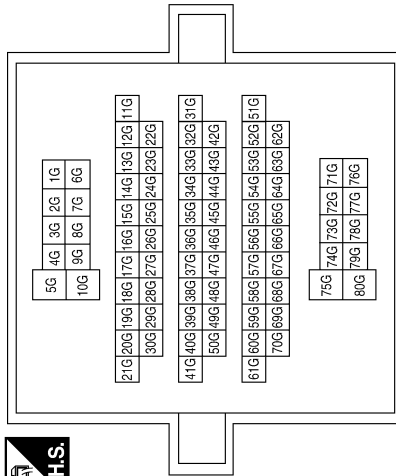 H.S.
5G 4G 3G 2G 1G
10G 9G 8G 7G 6G
21G 20G 19G 18G 17G 16G 15G 14G 13G 12G 11G
30G 29G 28G 27G 26G 25G 24G 23G 22G
41G 40G 39G 38G 37G 36G 35G 34G 33G 32G 31G
50G 49G 48G 47G 46G 45G 44G 43G 42G
61G 60G 59G 58G 57G 56G 55G 54G 53G 52G 51G
70G 69G 68G 67G 66G 65G 64G 63G 62G
75G 74G 73G 72G 71G
80G 79G 78G 77G 76G